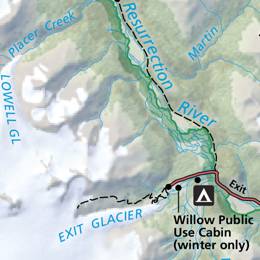 Placer Creek
Resurrection
River
Martin
LOWELL GL
Exit
EXIT GLACIER
Willow Public
Use Cabin
(winter only)